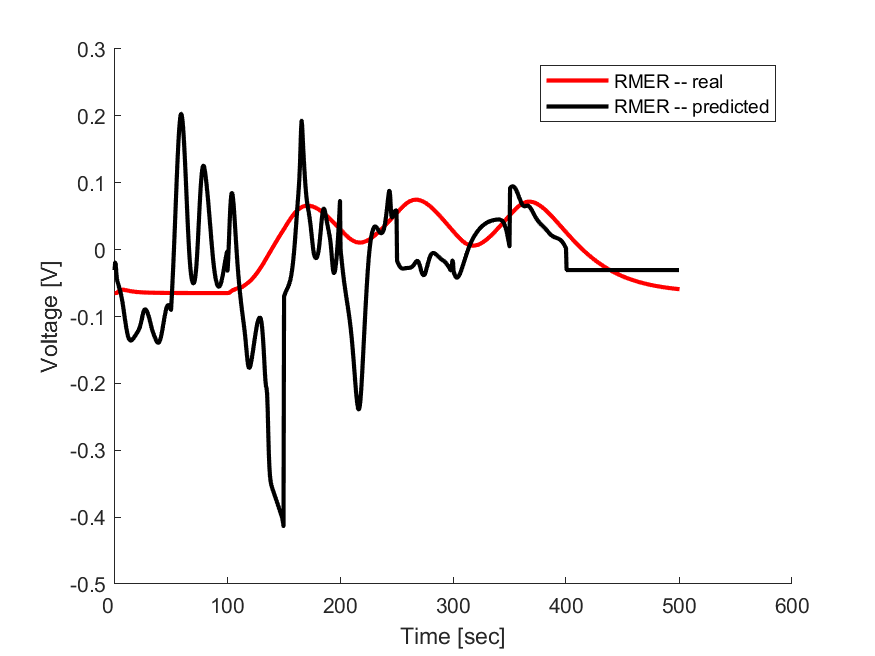 0.3
0.2
0.1
0
-0.1
-0.2
-0.3
-0.4
-0.5
Voltage [V]
RMER -- real
RMER -- predicted
0 100 200 300 400 500 600
Time [sec]